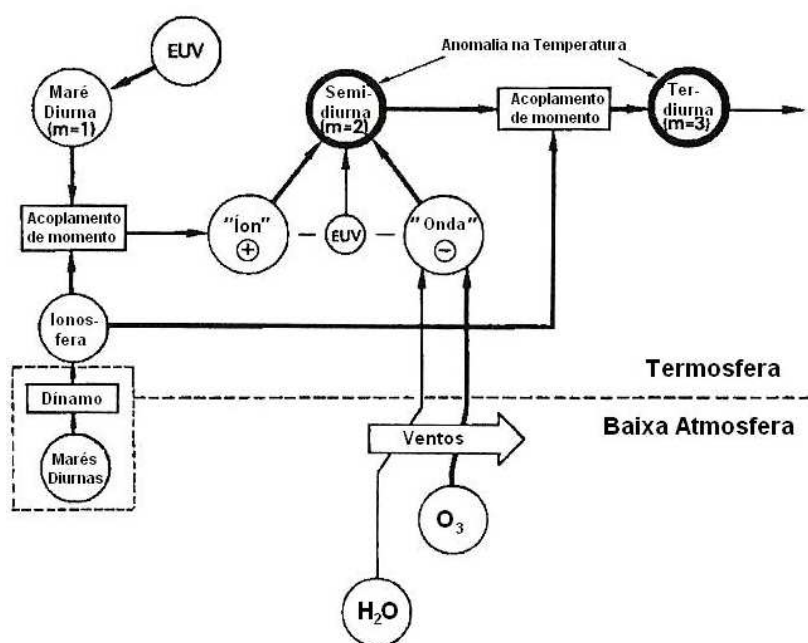 EUV
Anomalia na Temperatura
Maré
Diurna
(m=1)
Semi-
diurna
(m=2)
Acoplamento
de momento
Ter-
diurna
(m=3)
Acoplamento
de momento
"Íon"
+
EUV
"Onda"
−
Ionos-
fera
Termosfera
Dínamo
Baixa Atmosfera
Ventos
Marés
Diurnas
O3
H2O